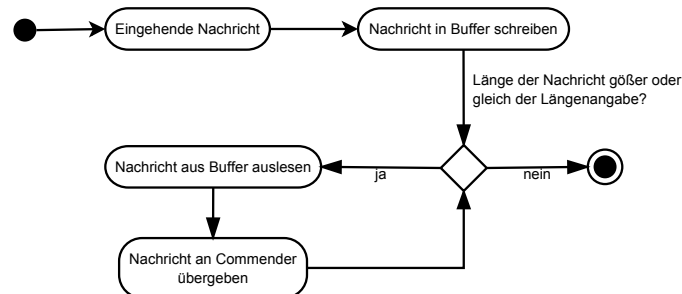 Eingehende Nachricht
Nachricht in Buffer schreiben
Länge der Nachricht gößer oder
gleich der Längenangabe?
Nachricht aus Buffer auslesen
ja
nein
Nachricht an Commender
übergeben